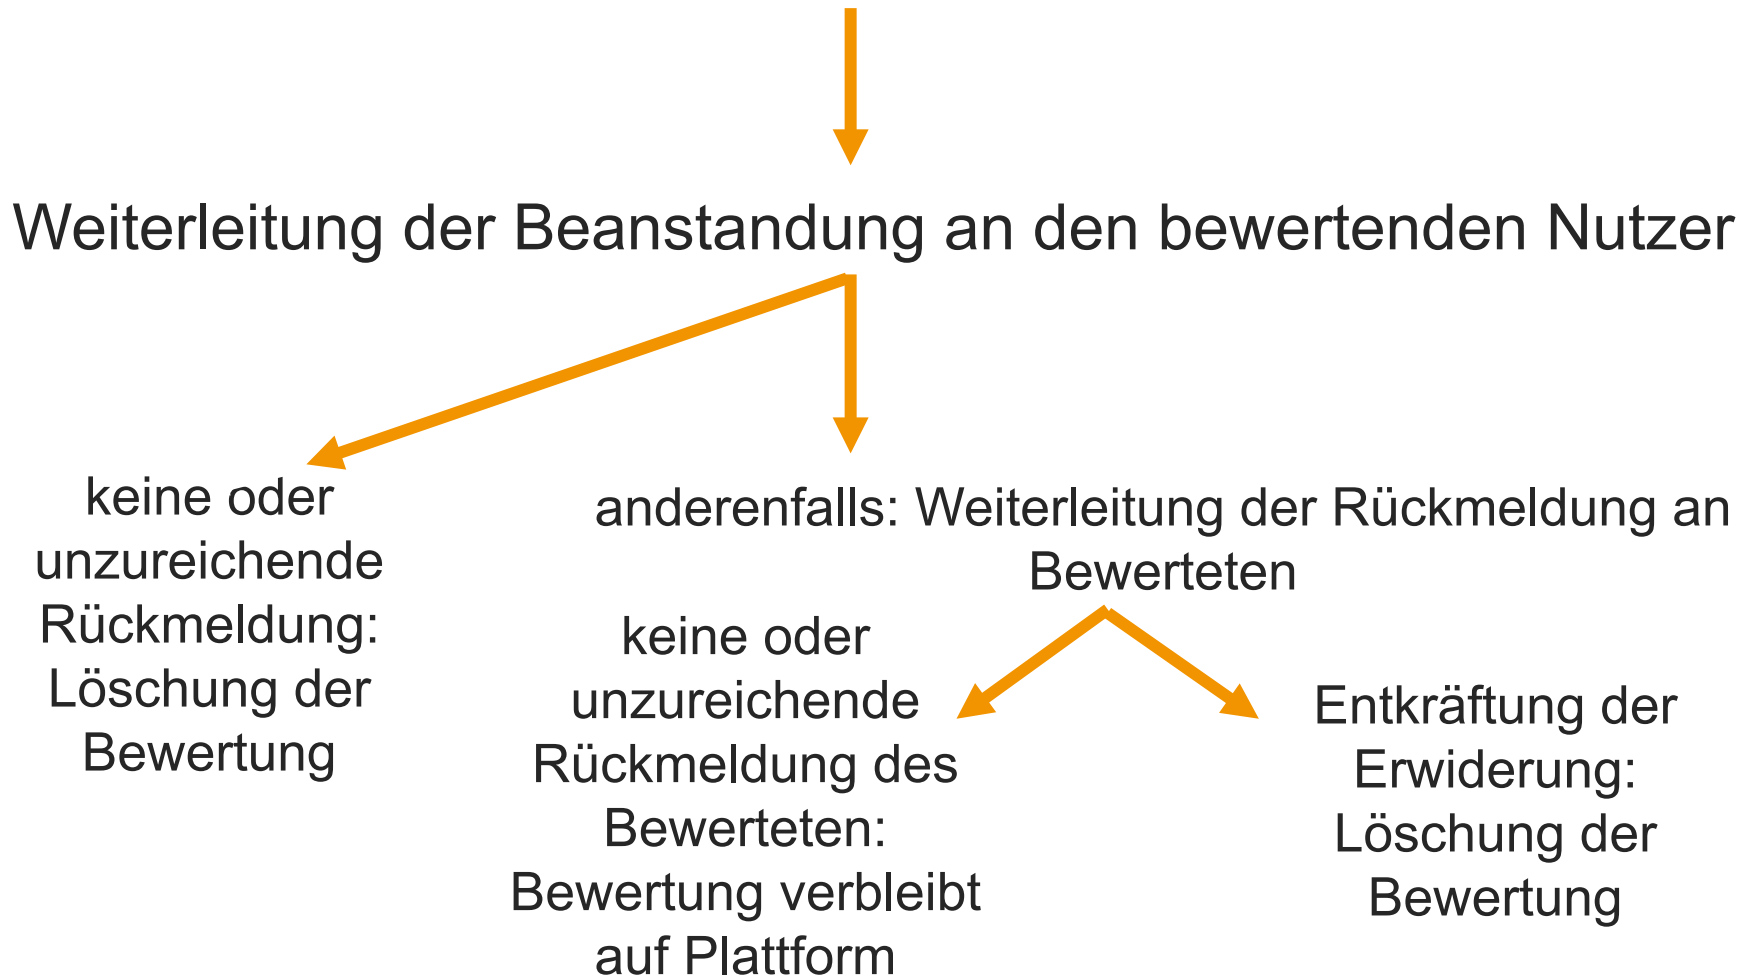 Weiterleitung der Beanstandung an den bewertenden Nutzer
keine oder
unzureichende
Rückmeldung:
Löschung der
Bewertung
anderenfalls: Weiterleitung der Rückmeldung an
Bewerteten
keine oder
unzureichende
Rückmeldung des
Bewerteten:
Bewertung verbleibt
auf Plattform
Entkräftung der
Erwiderung:
Löschung der
Bewertung